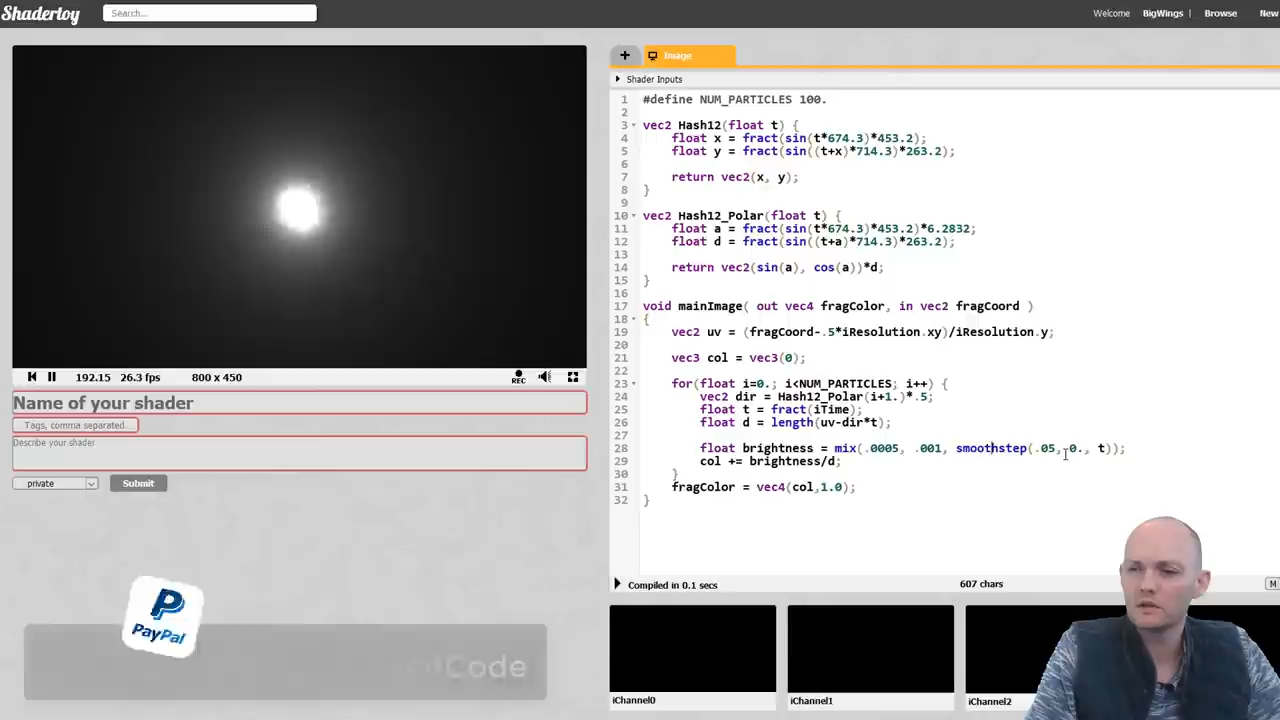 Shadertoy
Search...
Welcome BigWings | Browse New
+ Image
Shader Inputs
1 #define NUM_PARTICLES 100.
2
3 vec2 Hash12(float t) {
4 float x = fract(sin(t*674.3)*453.2);
5 float y = fract(sin((t+x)*714.3)*263.2);
6
7 return vec2(x, y);
8 }
9
10 vec2 Hash12_Polar(float t) {
11 float a = fract(sin(t*674.3)*453.2)*6.2832;
12 float d = fract(sin((t+a)*714.3)*263.2);
13
14 return vec2(sin(a), cos(a))*d;
15 }
16
17 void mainImage( out vec4 fragColor, in vec2 fragCoord )
18 {
19 vec2 uv = (fragCoord-.5*iResolution.xy)/iResolution.y;
20
21 vec3 col = vec3(0);
22
23 for(float i=0.; i<NUM_PARTICLES; i++) {
24 vec2 dir = Hash12_Polar(i+1.)*.5;
25 float t = fract(iTime);
26 float d = length(uv-dir*t);
27
28 float brightness = mix(.0005, .001, smoothstep(.05, 0., t));
29 col += brightness/d;
30 }
31 fragColor = vec4(col,1.0);
32 }
192.15 26.3 fps 800 x 450
REC
Name of your shader
Tags, comma separated...
Describe your shader
private
Submit
Compiled in 0.1 secs
607 chars
M
PayPal
Code
iChannel0
iChannel1
iChannel2